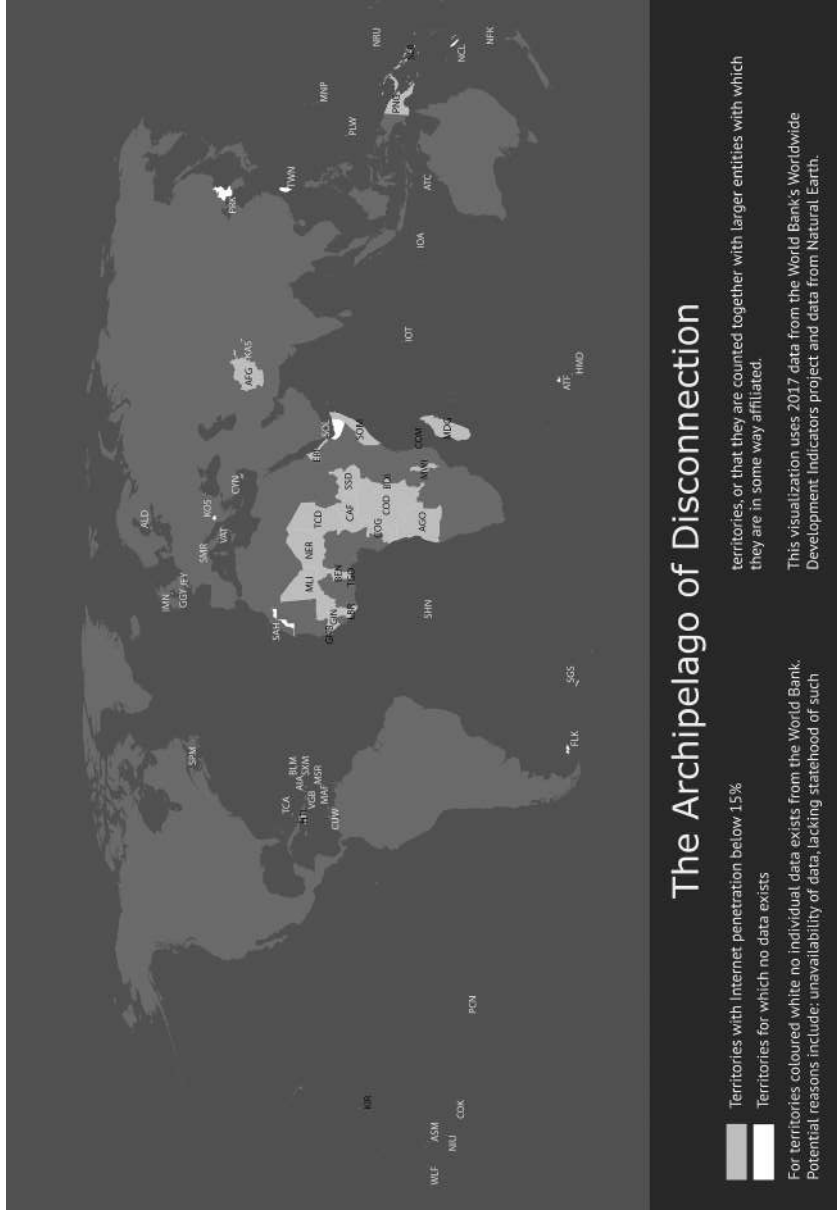 NRU
MNP
NCL
NFK
PNG
PLW
TWN
ATC
PRK
IOA
IOT
KAS
AFG
HMD
ATF
SOL
SOM
COM
MDG
ERI
MWI
CYN
SSD
BDI
ALD
KOS
VAT
SMR
TCD
CAF
COD
COG
AGO
NER
IMN
GGY
JEY
MLI
BEN
TGO
SAH
GIN
GNB
LBR
SHN
SGS
FLK
SPM
BLM
SXM
AIA
MSR
TCA
VGB
MAF
HTI
CUW
PCN
KIR
COK
ASM
NIU
WLF
The Archipelago of Disconnection
Territories with Internet penetration below 15%
Territories for which no data exists
For territories coloured white no individual data exists from the World Bank.
Potential reasons include: unavailability of data, lacking statehood of such
territories, or that they are counted together with larger entities with which
they are in some way affiliated.
This visualization uses 2017 data from the World Bank's Worldwide
Development Indicators project and data from Natural Earth.